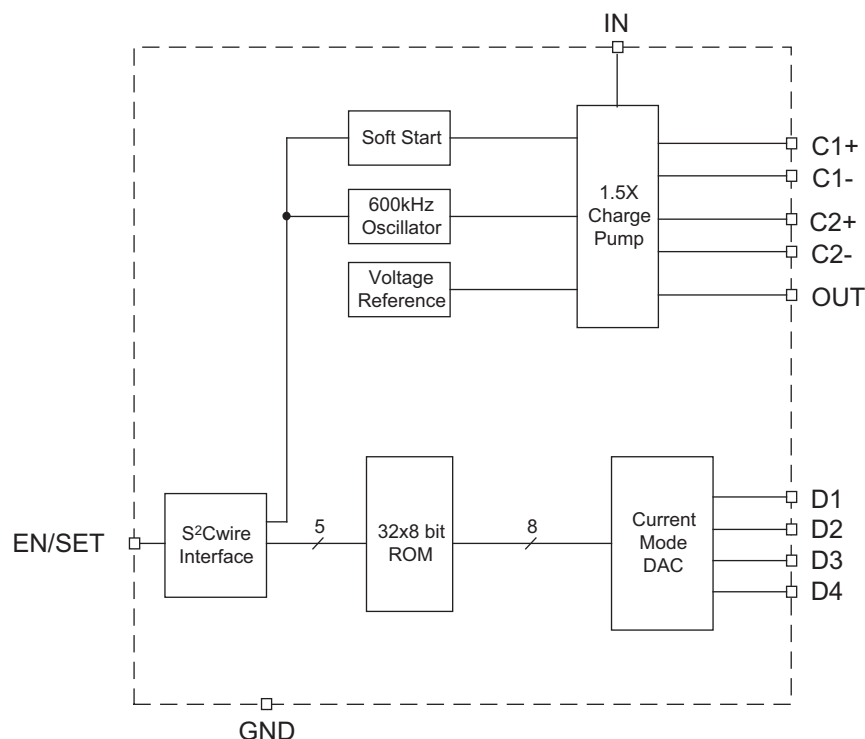 IN
Soft Start
600kHz
Oscillator
Voltage
Reference
1.5X
Charge
Pump
C1+
C1-
C2+
C2-
OUT
EN/SET
S²Cwire
Interface
5
32x8 bit
ROM
8
Current
Mode
DAC
D1
D2
D3
D4
GND